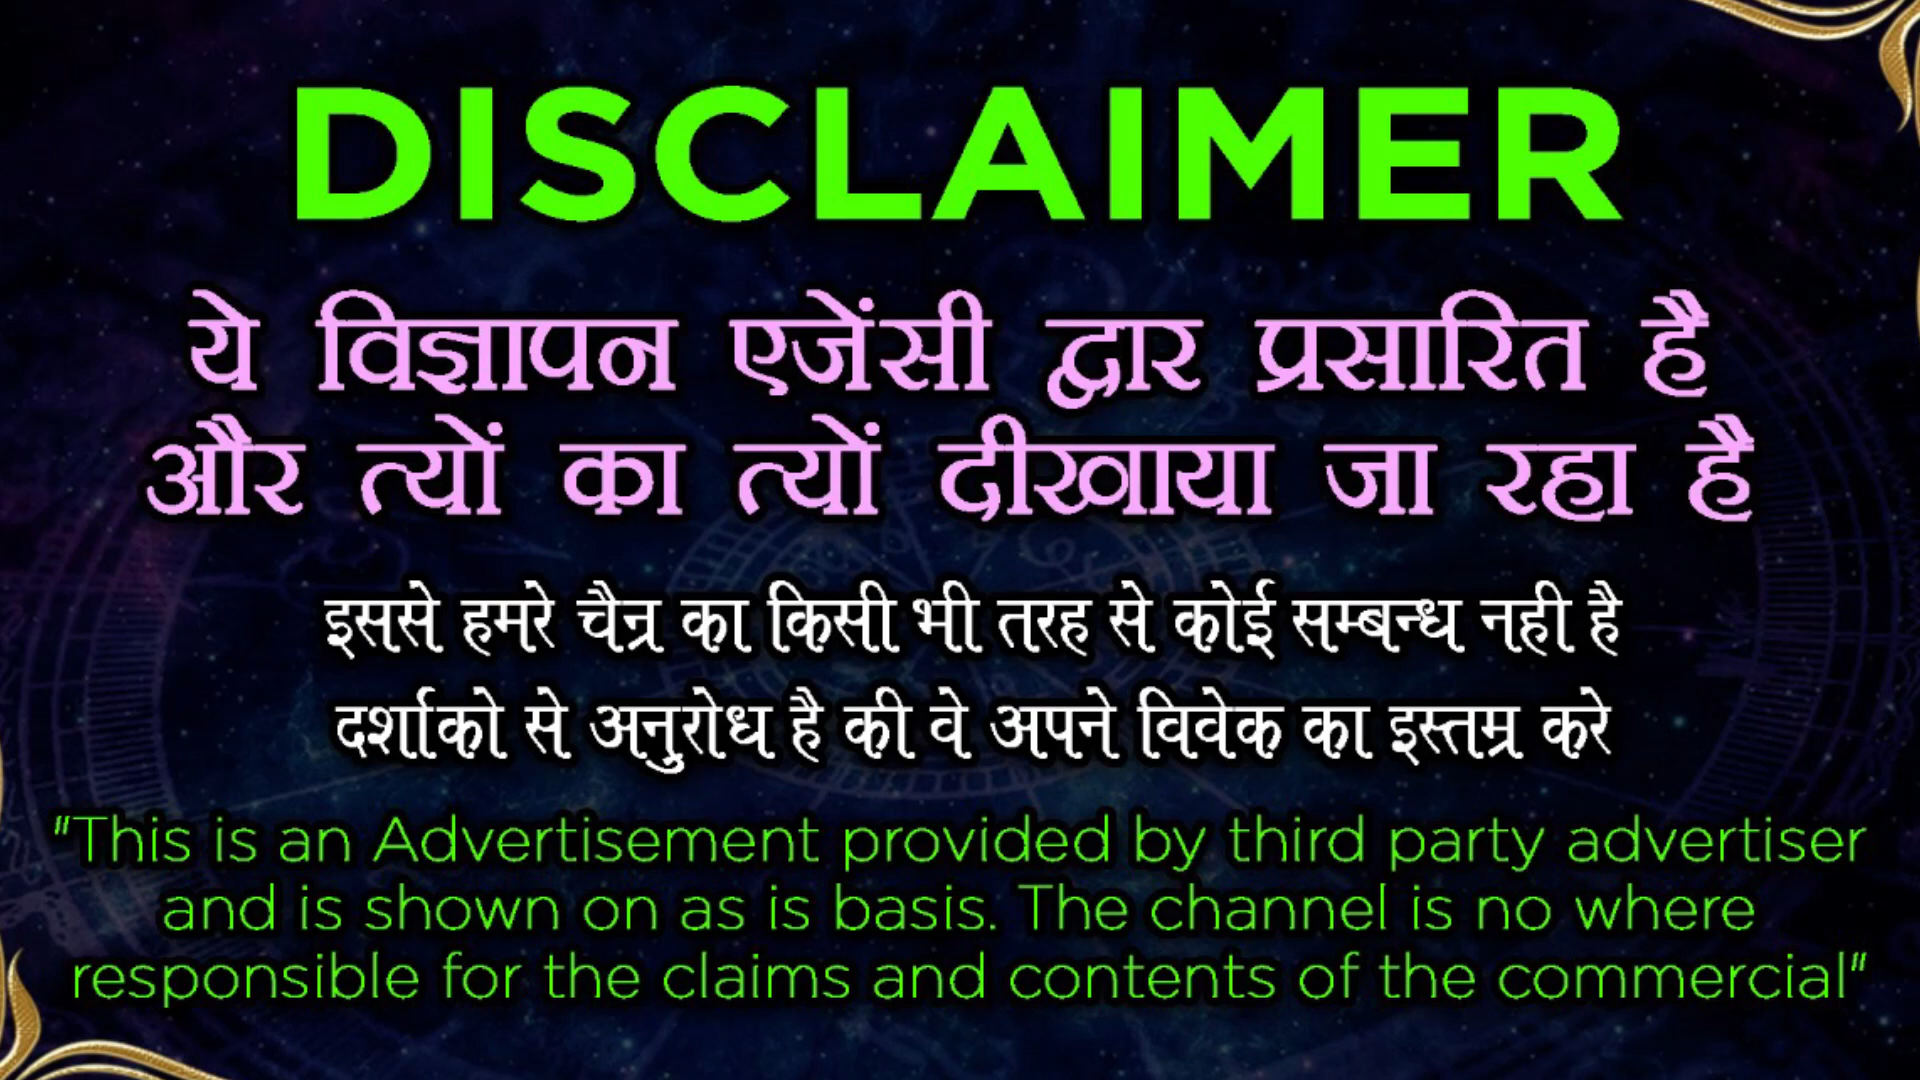 DISCLAIMER
ये विज्ञापन एजेंसी द्वार प्रसारित है
और त्यों का त्यों दीखाया जा रहा है
इससे हमरे चैन्र का किसी भी तरह से कोई सम्बन्ध नही है
दर्शाको से अनुरोध है की वे अपने विवेक का इस्तम्र करे
"This is an Advertisement provided by third party advertiser
and is shown on as is basis. The channel is no where
responsible for the claims and contents of the commercial"